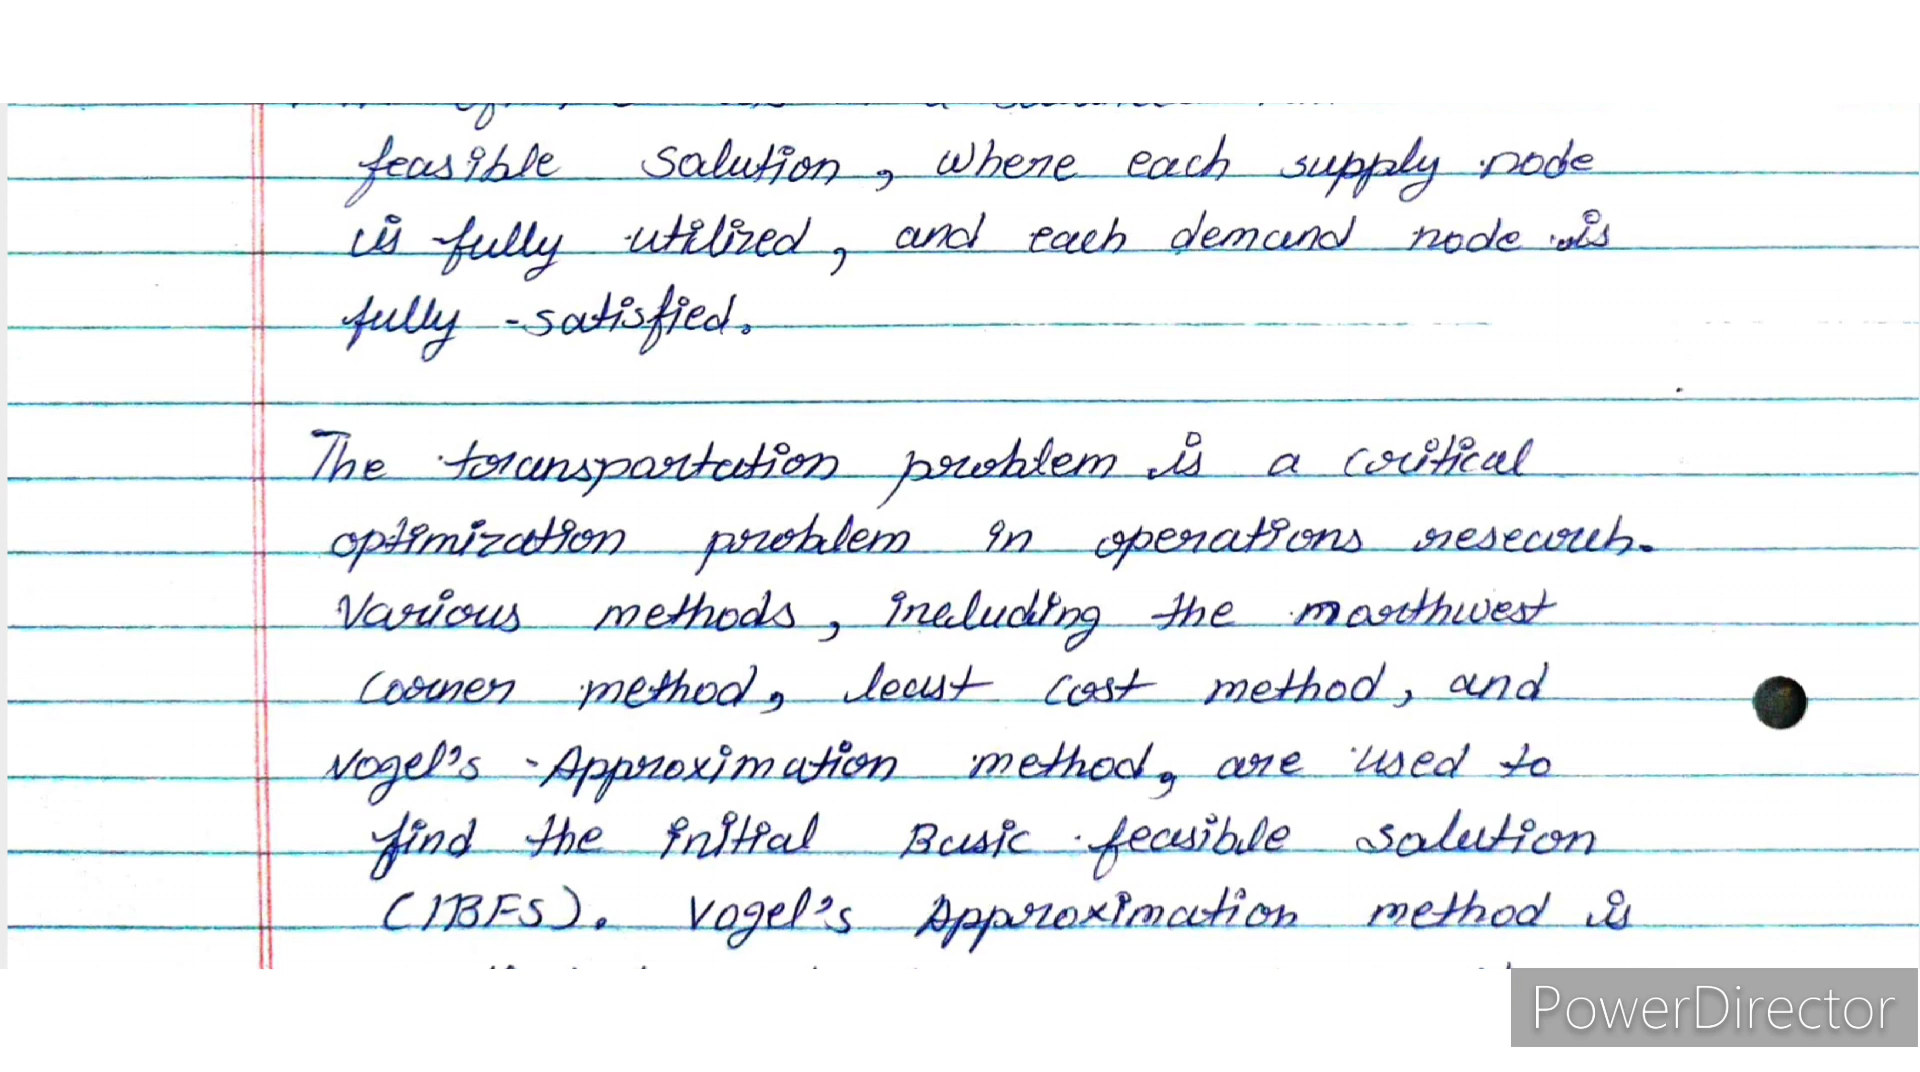 feasible solution, where each supply node
is fully utilized, and each demand node is
fully satisfied.
The transportation problem is a critical
optimization problem in operations research.
Various methods, including the northwest
corner method, least cost method, and
Vogel's Approximation method, are used to
find the initial Basic feasible solution
(IBFS). Vogel's Approximation method is
PowerDirector